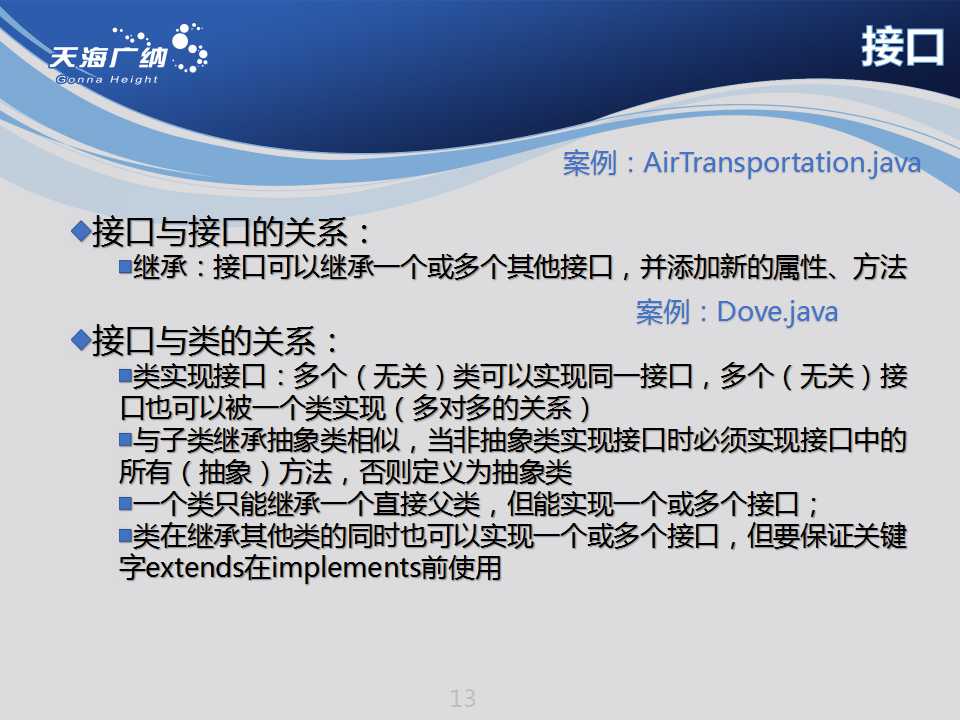 天海广纳
Gonna Height
接口
案例：AirTransportation.java
接口与接口的关系：
继承：接口可以继承一个或多个其他接口，并添加新的属性、方法
案例：Dove.java
接口与类的关系：
类实现接口：多个（无关）类可以实现同一接口，多个（无关）接
口也可以被一个类实现（多对多的关系）
与子类继承抽象类相似，当非抽象类实现接口时必须实现接口中的
所有（抽象）方法，否则定义为抽象类
一个类只能继承一个直接父类，但能实现一个或多个接口；
类在继承其他类的同时也可以实现一个或多个接口，但要保证关键
字extends在implements前使用
13